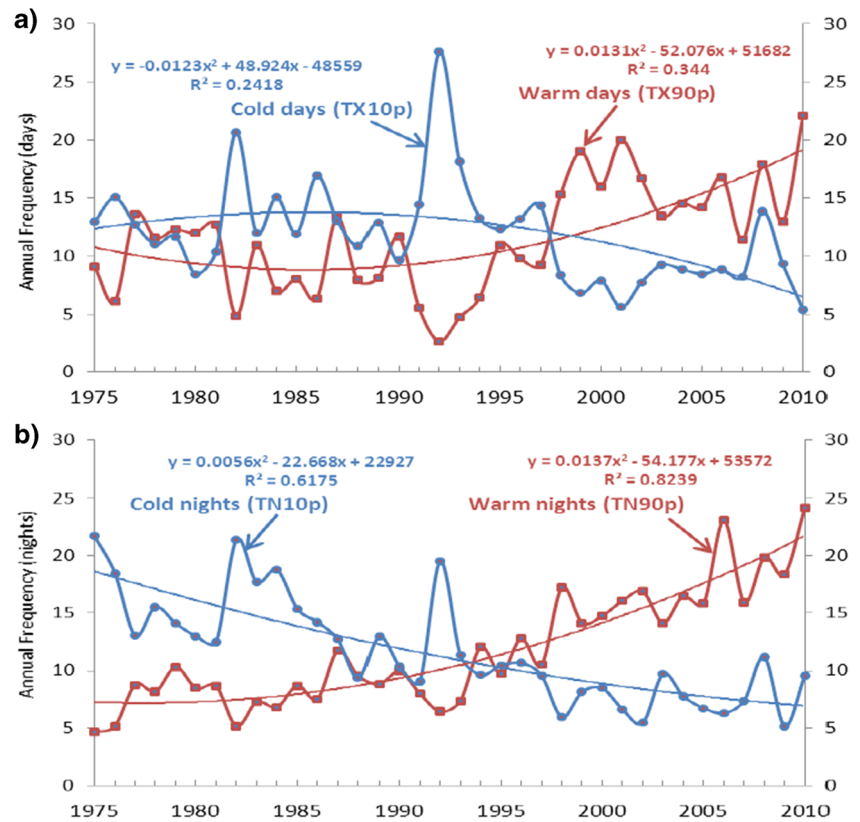 a)
30 30
y = -0.0123x² + 48.924x - 48559
R² = 0.2418
y = 0.0131x² - 52.076x + 51682
R² = 0.344
25 25
Cold days (TX10p)
Warm days (TX90p)
20 20
15 15
10 10
5 5
0 0
Annual Frequency (days)
1975 1980 1985 1990 1995 2000 2005 2010
b)
30 30
y = 0.0056x² - 22.668x + 22927
R² = 0.6175
y = 0.0137x² - 54.177x + 53572
R² = 0.8239
25 25
Cold nights (TN10p)
Warm nights (TN90p)
20 20
15 15
10 10
5 5
0 0
Annual Frequency (nights)
1975 1980 1985 1990 1995 2000 2005 2010